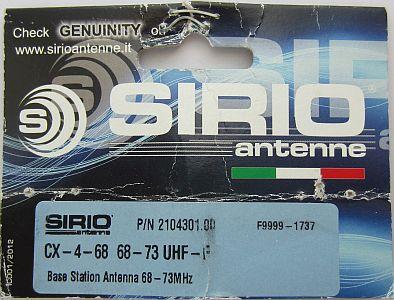 Check GENUINITY o
www.sirioantenne.it
SIRIO
antenne
SIRIO
antenne
P/N 2104301.00
F9999-1737
CX-4-68 68-73 UHF-
Base Station Antenna 68-73MHz